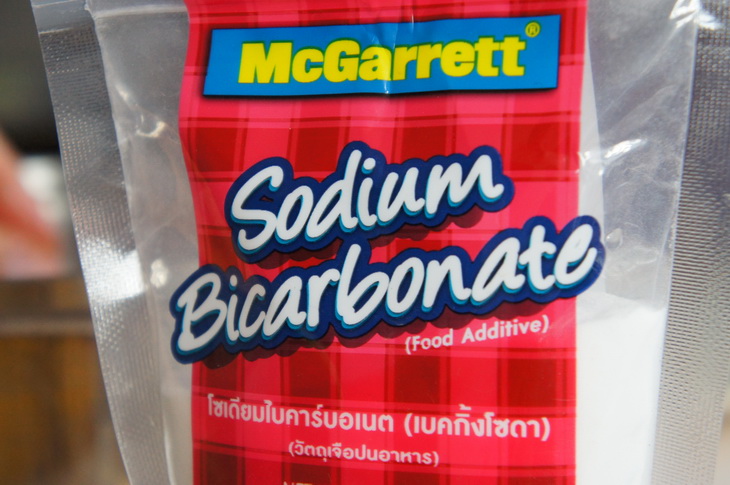 McGarrett®
Sodium
Bicarbonate
(Food Additive)
โซเดียมไบคาร์บอเนต (เบคกิ้งโซดา)
(วัตถุเจือปนอาหาร)